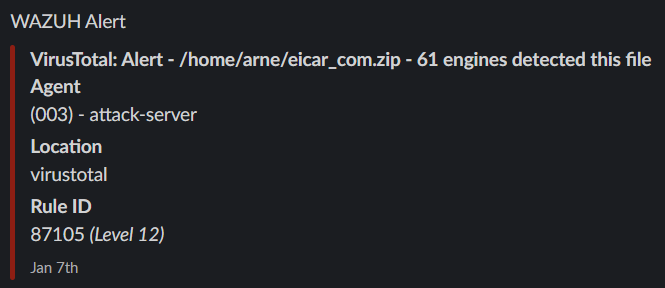 WAZUH Alert
VirusTotal: Alert - /home/arne/eicar_com.zip - 61 engines detected this file
Agent
(003) - attack-server
Location
virustotal
Rule ID
87105 (Level 12)
Jan 7th